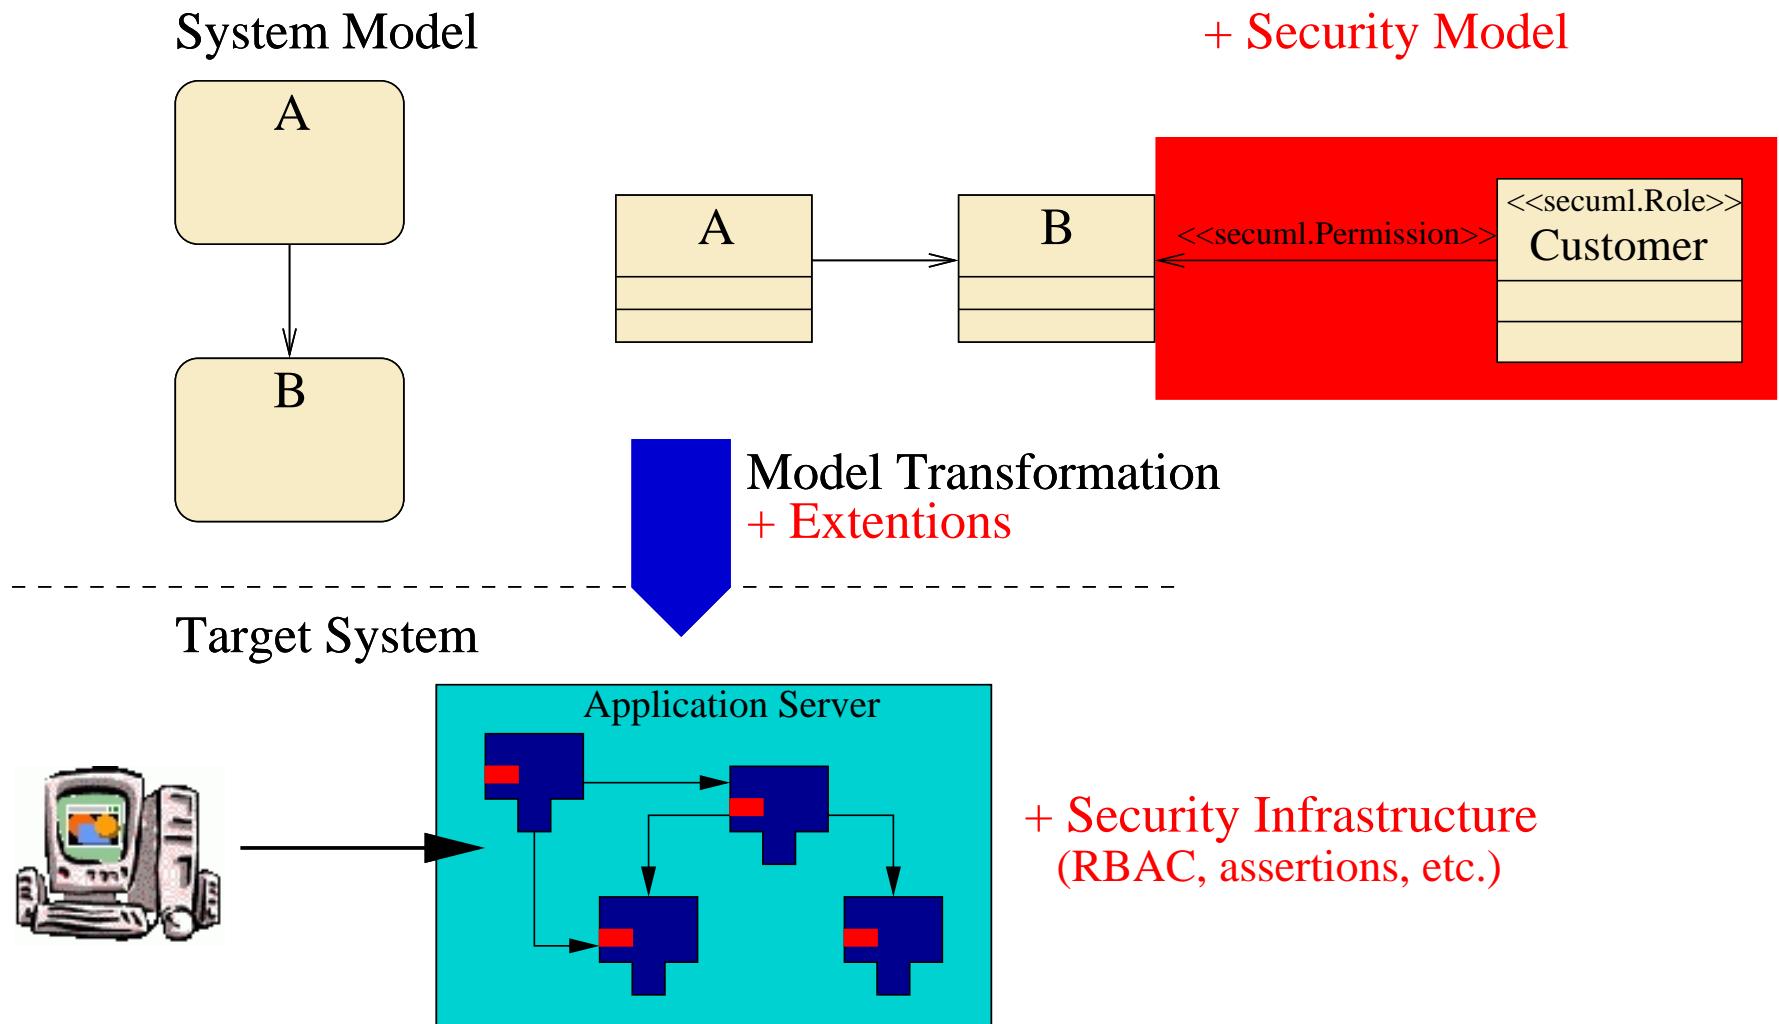 System Model
+ Security Model
A
B
A
B
<<secuml.Permission>>
<<secuml.Role>>
Customer
Model Transformation
+ Extentions
Target System
Application Server
+ Security Infrastructure
(RBAC, assertions, etc.)